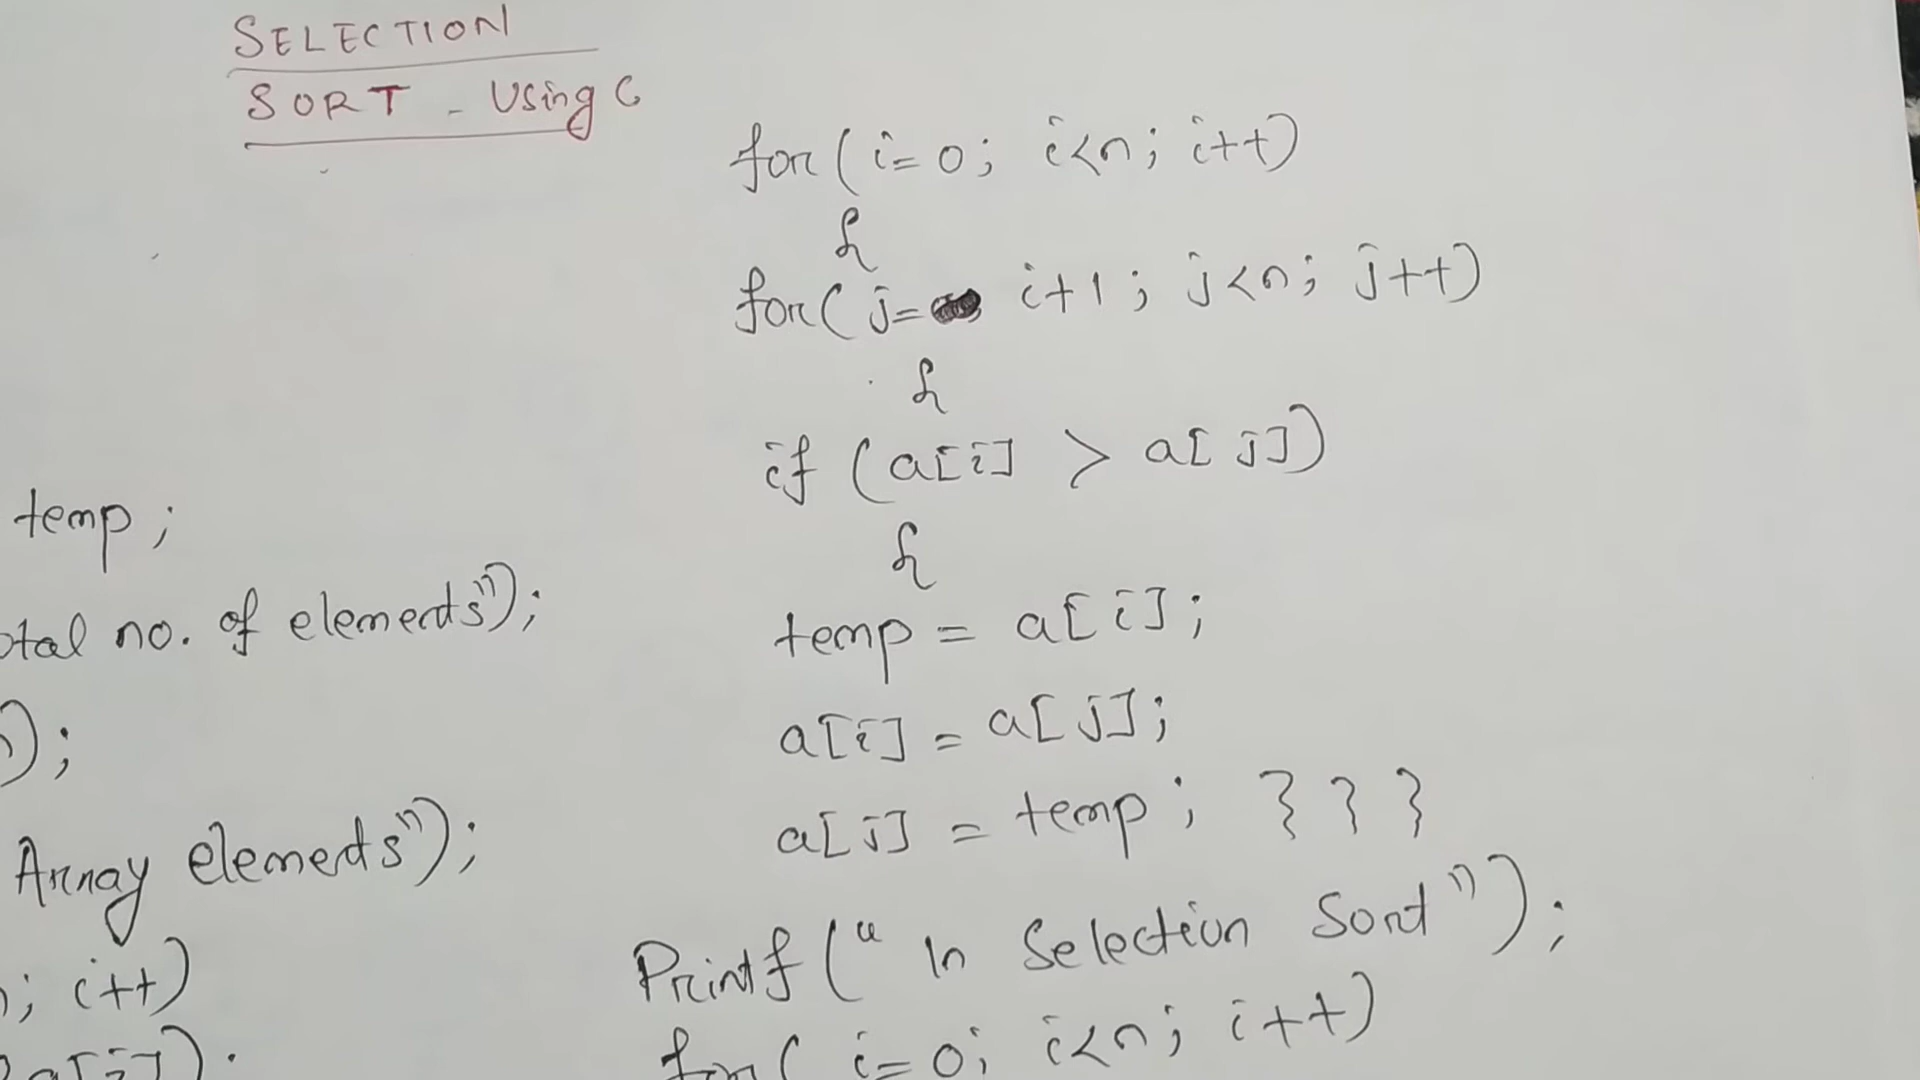 SELECTION
SORT - Using C
temp;
no. of elements");
);
Array elements");
; i++)
a[i]).
for(i=0; i<n; i++)
{
for(j= i+1; j<n; j++)
{
if (a[i] > a[j])
{
temp = a[i];
a[i] = a[j];
a[j] = temp; } } }
Printf(" In Selection Sort");
for( i=0; i<n; i++)